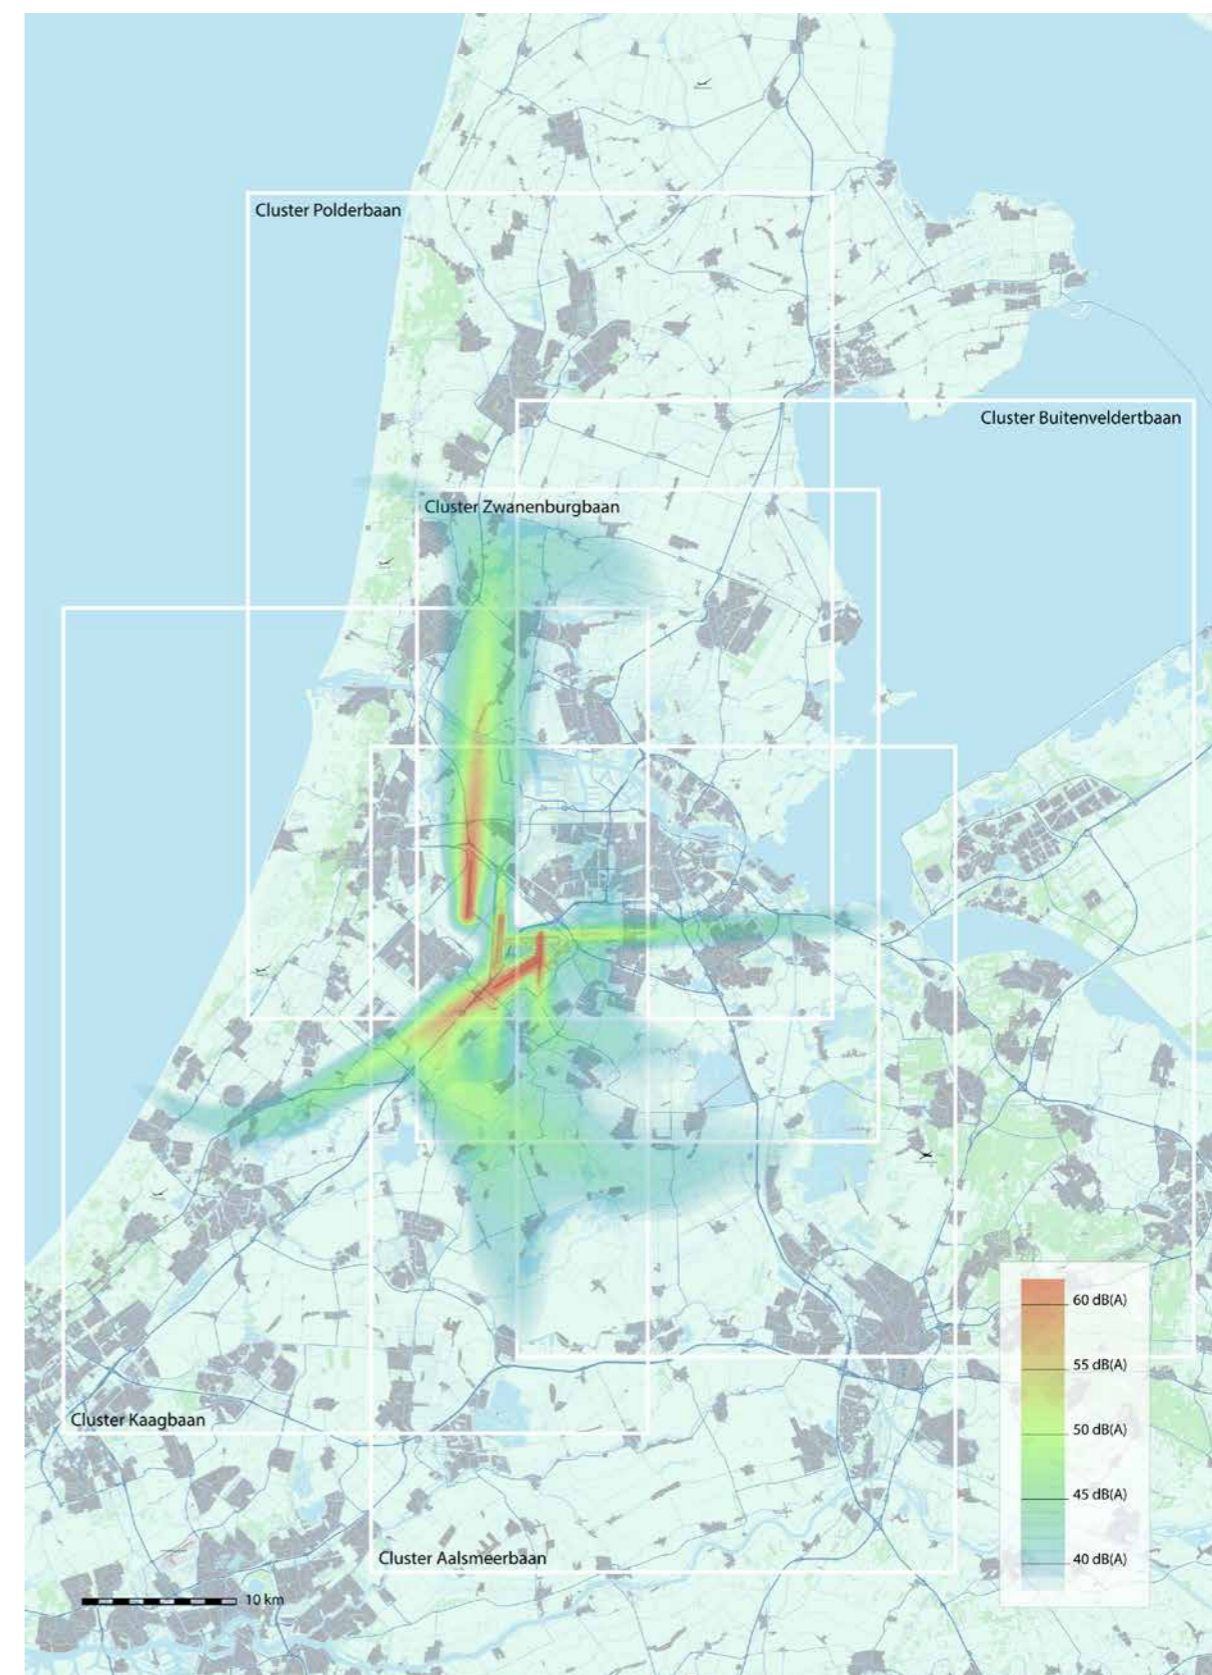 Cluster Polderbaan
Cluster Buitenveldertbaan
Cluster Zwanenburgbaan
60 dB(A)
55 dB(A)
50 dB(A)
45 dB(A)
40 dB(A)
Cluster Kaagbaan
Cluster Aalsmeerbaan
10 km